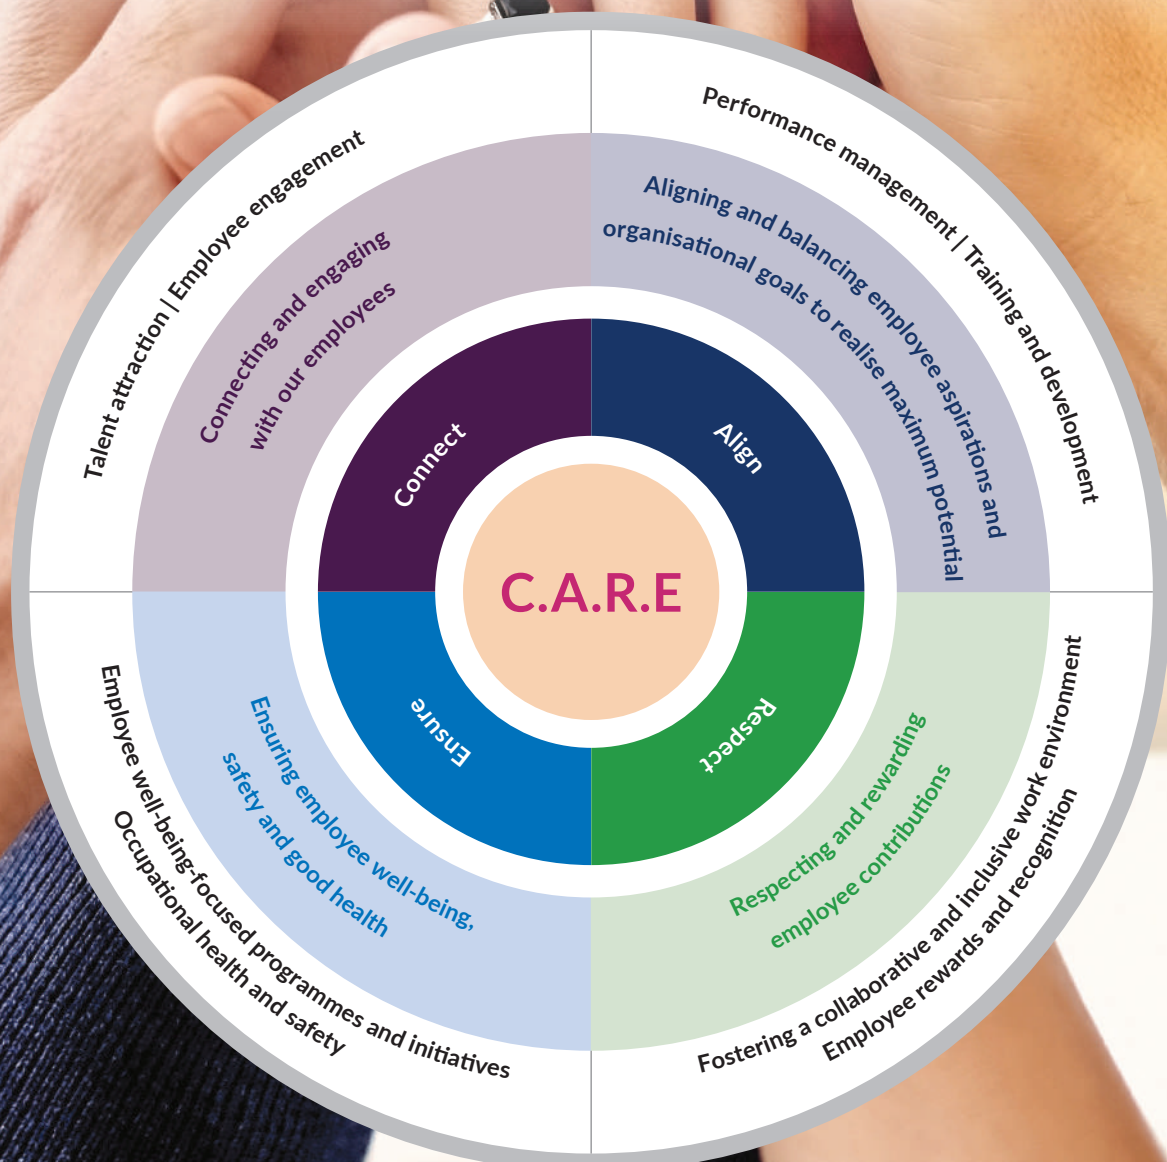 C.A.R.E
Connect
Connecting and engaging
with our employees
Talent attraction | Employee engagement
Align
Aligning and balancing employee aspirations and
organisational goals to realise maximum potential
Performance management | Training and development
Respect
Respecting and rewarding
employee contributions
Fostering a collaborative and inclusive work environment
Employee rewards and recognition
Ensure
Ensuring employee well-being,
safety and good health
Employee well-being-focused programmes and initiatives
Occupational health and safety